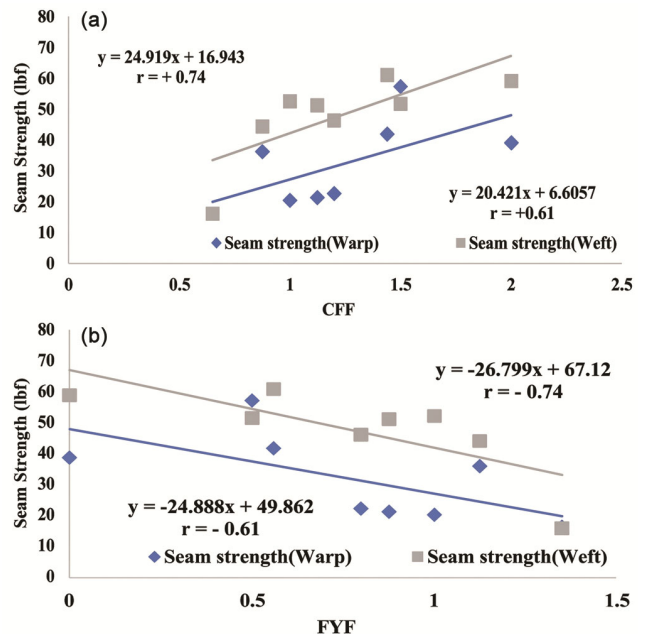 (a)
80
70
60
50
40
30
20
10
0
Seam Strength (lbf)
y = 24.919x + 16.943
r = + 0.74
y = 20.421x + 6.6057
r = +0.61
Seam strength(Warp) Seam strength(Weft)
0 0.5 1 1.5 2 2.5
CFF
(b)
80
70
60
50
40
30
20
10
0
Seam Strength (lbf)
y = -26.799x + 67.12
r = - 0.74
y = -24.888x + 49.862
r = - 0.61
Seam strength(Warp) Seam strength(Weft)
0 0.5 1 1.5
FYF